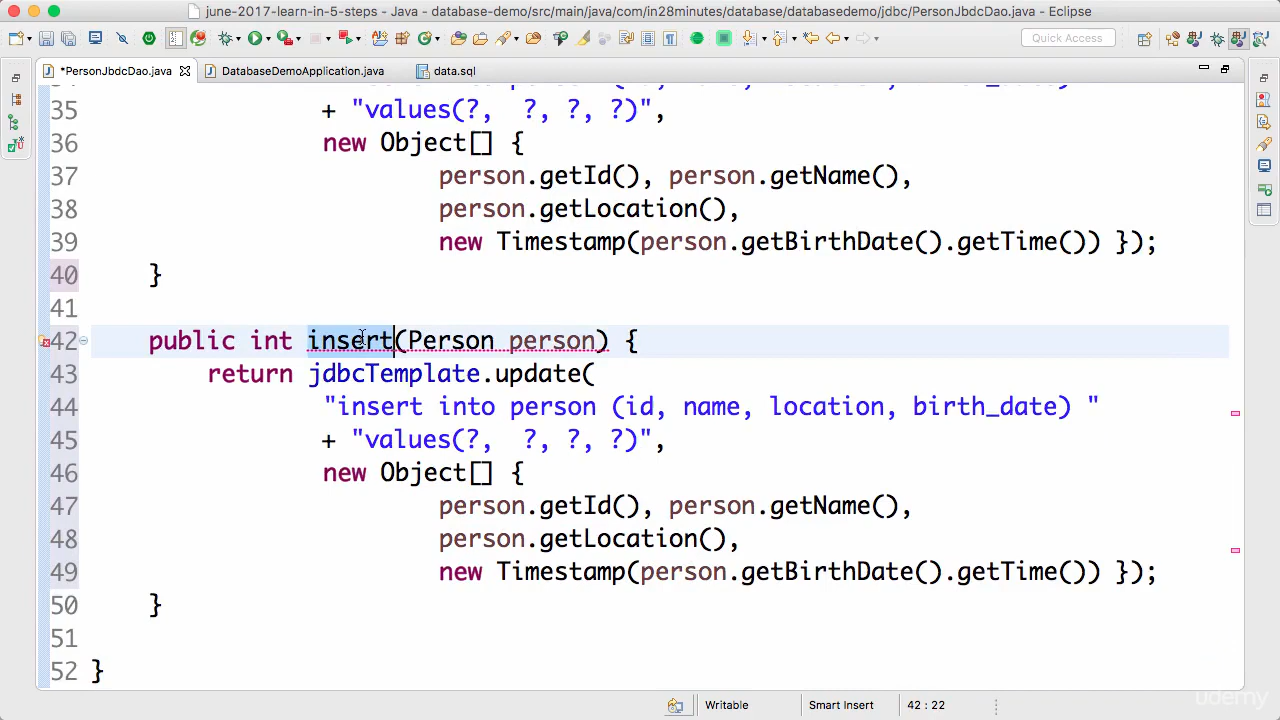 june-2017-learn-in-5-steps - Java - database-demo/src/main/java/com/in28minutes/database/databasedemo/jdbc/PersonJbdcDao.java - Eclipse
Quick Access
*PersonJbdcDao.java
DatabaseDemoApplication.java
data.sql
35 + "values(?, ?, ?, ?)",
36 new Object[] {
37 person.getId(), person.getName(),
38 person.getLocation(),
39 new Timestamp(person.getBirthDate().getTime()) });
40 }
41
42 public int insert(Person person) {
43 return jdbcTemplate.update(
44 "insert into person (id, name, location, birth_date) "
45 + "values(?, ?, ?, ?)",
46 new Object[] {
47 person.getId(), person.getName(),
48 person.getLocation(),
49 new Timestamp(person.getBirthDate().getTime()) });
50 }
51
52 }
Writable
Smart Insert
42 : 22
udemy